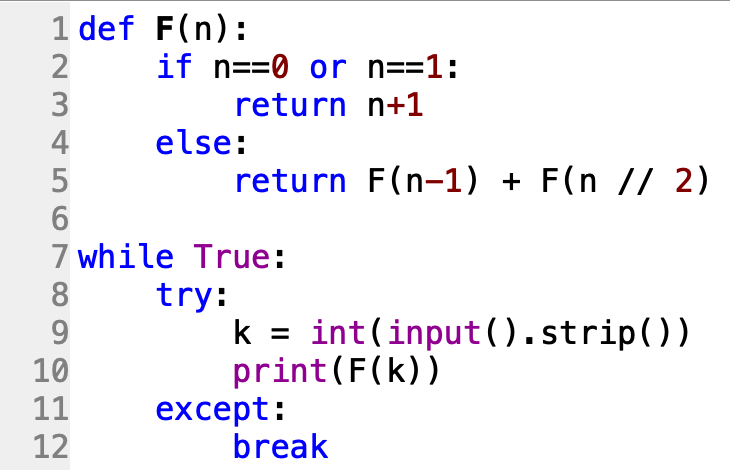 1 def F(n):
2     if n==0 or n==1:
3         return n+1
4     else:
5         return F(n-1) + F(n // 2)
6
7 while True:
8     try:
9         k = int(input().strip())
10         print(F(k))
11     except:
12         break